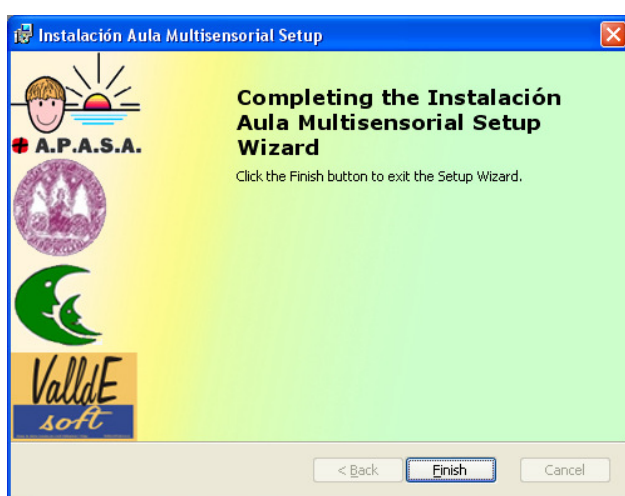 Instalación Aula Multisensorial Setup
Completing the Instalación
Aula Multisensorial Setup
Wizard
Click the Finish button to exit the Setup Wizard.
A.P.A.S.A.
ValldE
soft
< Back
Finish
Cancel